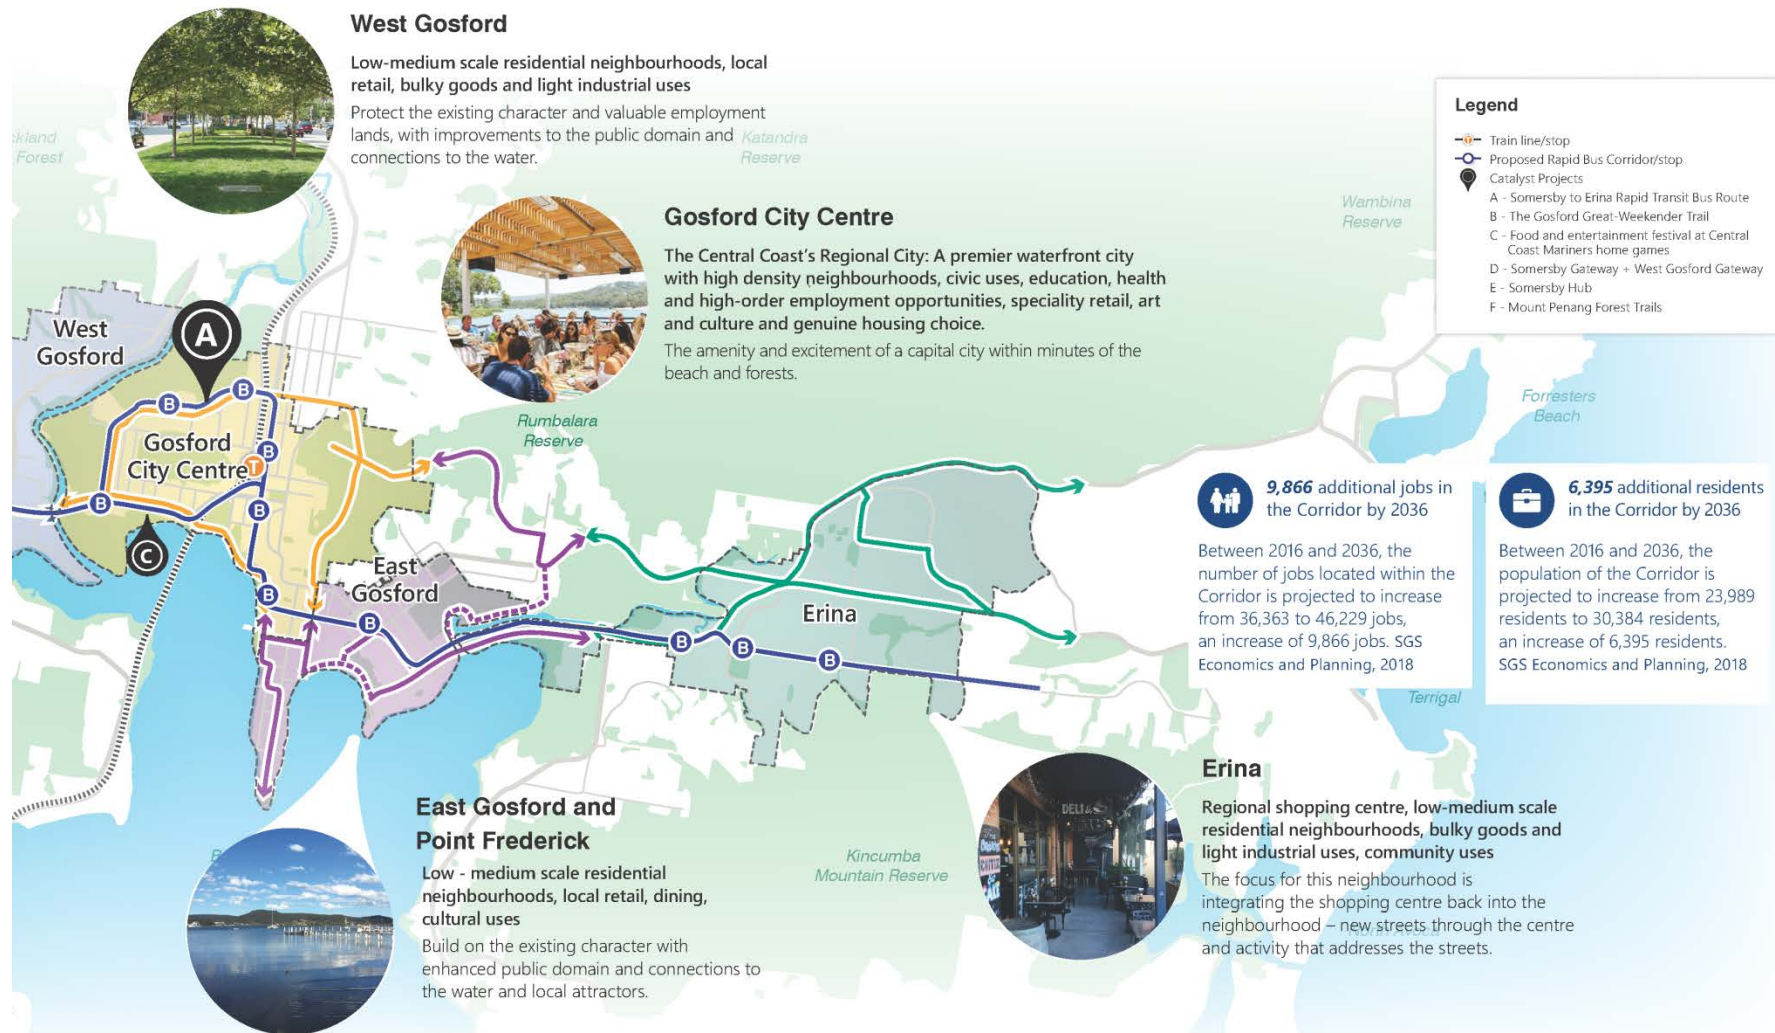 West Gosford
Low-medium scale residential neighbourhoods, local
retail, bulky goods and light industrial uses
Protect the existing character and valuable employment
lands, with improvements to the public domain and
connections to the water.
Katandra
Reserve
Forest
Gosford City Centre
The Central Coast's Regional City: A premier waterfront city
with high density neighbourhoods, civic uses, education, health
and high-order employment opportunities, speciality retail, art
and culture and genuine housing choice.
The amenity and excitement of a capital city within minutes of the
beach and forests.
Legend
T
Train line/stop
Proposed Rapid Bus Corridor/stop
Catalyst Projects
A - Somersby to Erina Rapid Transit Bus Route
B - The Gosford Great-Weekender Trail
C - Food and entertainment festival at Central
Coast Mariners home games
D - Somersby Gateway + West Gosford Gateway
E - Somersby Hub
F - Mount Penang Forest Trails
Wambina
Reserve
Forresters
Beach
West
Gosford
A
B
B
Gosford
City Centre
T
B
B
B
C
Rumbalara
Reserve
East
Gosford
B
B
Erina
B
B
B
9,866 additional jobs in
the Corridor by 2036
Between 2016 and 2036, the
number of jobs located within the
Corridor is projected to increase
from 36,363 to 46,229 jobs,
an increase of 9,866 jobs. SGS
Economics and Planning, 2018
6,395 additional residents
in the Corridor by 2036
Between 2016 and 2036, the
population of the Corridor is
projected to increase from 23,989
residents to 30,384 residents,
an increase of 6,395 residents.
SGS Economics and Planning, 2018
Terrigal
East Gosford and
Point Frederick
Low - medium scale residential
neighbourhoods, local retail, dining,
cultural uses
Build on the existing character with
enhanced public domain and connections to
the water and local attractors.
Kincumba
Mountain Reserve
DELI
Erina
Regional shopping centre, low-medium scale
residential neighbourhoods, bulky goods and
light industrial uses, community uses
The focus for this neighbourhood is
integrating the shopping centre back into the
neighbourhood – new streets through the centre
and activity that addresses the streets.